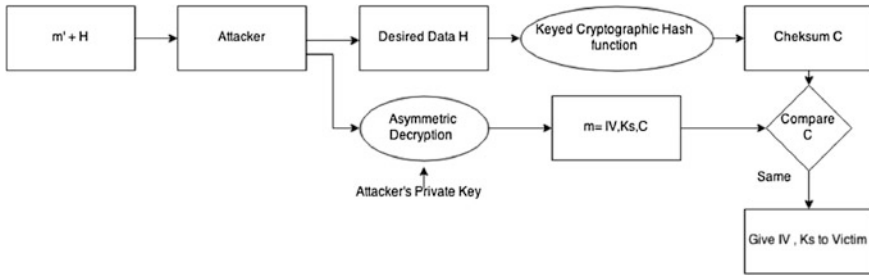 m' + H
Attacker
Desired Data H
Keyed Cryptographic Hash
function
Cheksum C
Asymmetric
Decryption
m= IV,Ks,C
Compare
C
Attacker's Private Key
Same
Give IV , Ks to Victim